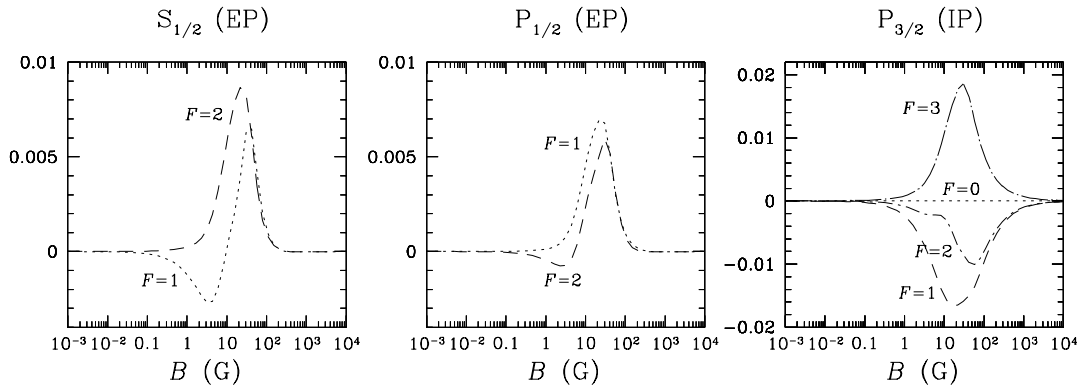 S1/2 (EP)
P1/2 (EP)
P3/2 (IP)
0.01
0.005
0
F=2
F=1
10−3 10−2 0.1 1 10 10² 10³ 10⁴
B (G)
0.01
0.005
0
F=1
F=2
10−3 10−2 0.1 1 10 10² 10³ 10⁴
B (G)
0.02
0.01
0
−0.01
−0.02
F=3
F=0
F=2
F=1
10−3 10−2 0.1 1 10 10² 10³ 10⁴
B (G)